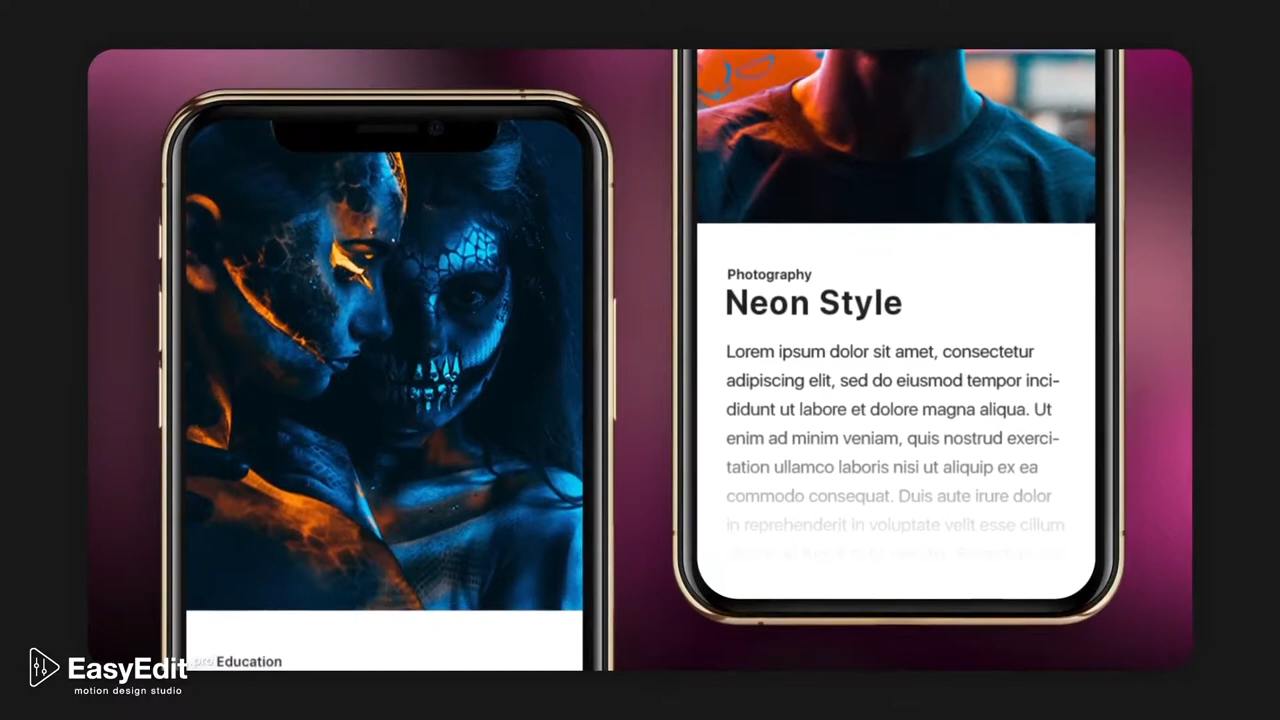 Photography
Neon Style
Lorem ipsum dolor sit amet, consectetur
adipiscing elit, sed do eiusmod tempor inci-
didunt ut labore et dolore magna aliqua. Ut
enim ad minim veniam, quis nostrud exerci-
tation ullamco laboris nisi ut aliquip ex ea
commodo consequat. Duis aute irure dolor
in reprehenderit in voluptate velit esse cillum
Education
EasyEdit.pro
motion design studio